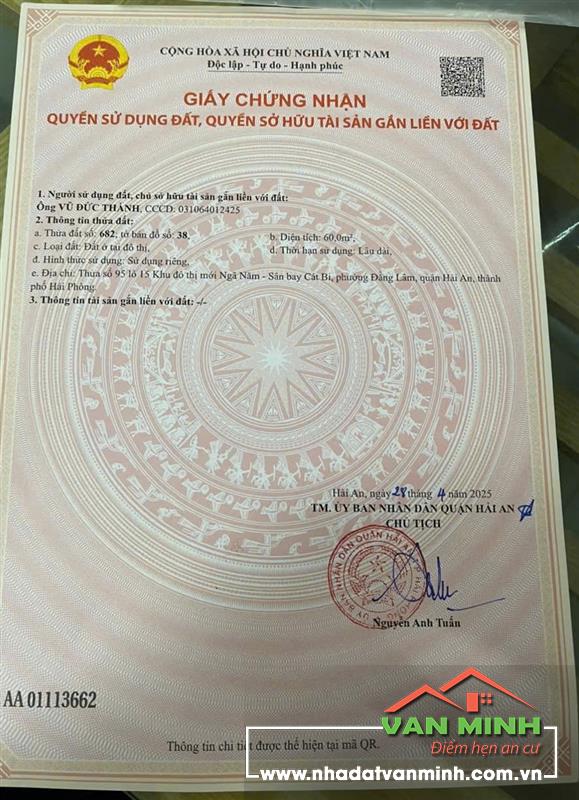 CỘNG HÒA XÃ HỘI CHỦ NGHĨA VIỆT NAM
Độc lập - Tự do - Hạnh phúc
GIẤY CHỨNG NHẬN
QUYỀN SỬ DỤNG ĐẤT, QUYỀN SỞ HỮU TÀI SẢN GẮN LIỀN VỚI ĐẤT
1. Người sử dụng đất, chủ sở hữu tài sản gắn liền với đất:
Ông VŨ ĐỨC THÀNH, CCCD: 031064012425
2. Thông tin thửa đất:
a. Thửa đất số: 682; tờ bản đồ số: 38,
b. Diện tích: 60,0m²,
c. Loại đất: Đất ở tại đô thị,
d. Thời hạn sử dụng: Lâu dài,
đ. Hình thức sử dụng: Sử dụng riêng,
e. Địa chỉ: Thửa số 95 lô 15 Khu đô thị mới Ngã Năm - Sân bay Cát Bi, phường Đằng Lâm, quận Hải An, thành
phố Hải Phòng.
3. Thông tin tài sản gắn liền với đất: -/-
Hải An, ngày 28 tháng 4 năm 2025
TM. ỦY BAN NHÂN DÂN QUẬN HẢI AN
CHỦ TỊCH
ỦY BAN NHÂN DÂN QUẬN HẢI AN
Nguyễn Anh Tuấn
AA 01113662
Thông tin chi tiết được thể hiện tại mã QR.
VAN MINH
Điểm hẹn an cư
www.nhadatvanminh.com.vn